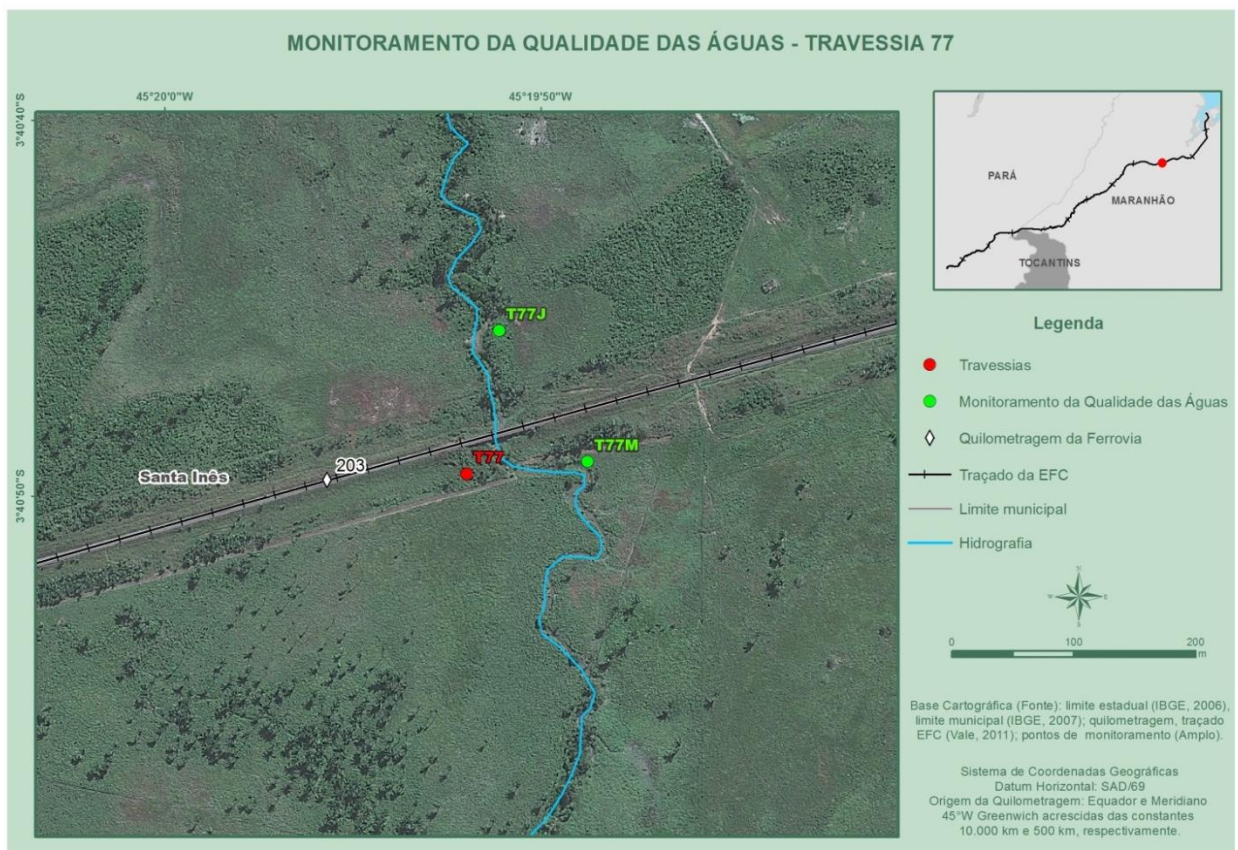 MONITORAMENTO DA QUALIDADE DAS ÁGUAS - TRAVESSIA 77
45°20'0"W
45°19'50"W
3°40'40"S
3°40'50"S
T77J
T77M
T77
203
Santa Inês
PARÁ
MARANHÃO
TOCANTINS
Legenda
Travessias
Monitoramento da Qualidade das Águas
Quilometragem da Ferrovia
Traçado da EFC
Limite municipal
Hidrografia
N
W
E
S
0 100 200
m
Base Cartográfica (Fonte): limite estadual (IBGE, 2006),
limite municipal (IBGE, 2007); quilometragem, traçado
EFC (Vale, 2011); pontos de monitoramento (Amplo).
Sistema de Coordenadas Geográficas
Datum Horizontal: SAD/69
Origem da Quilometragem: Equador e Meridiano
45°W Greenwich acrescidas das constantes
10.000 km e 500 km, respectivamente.